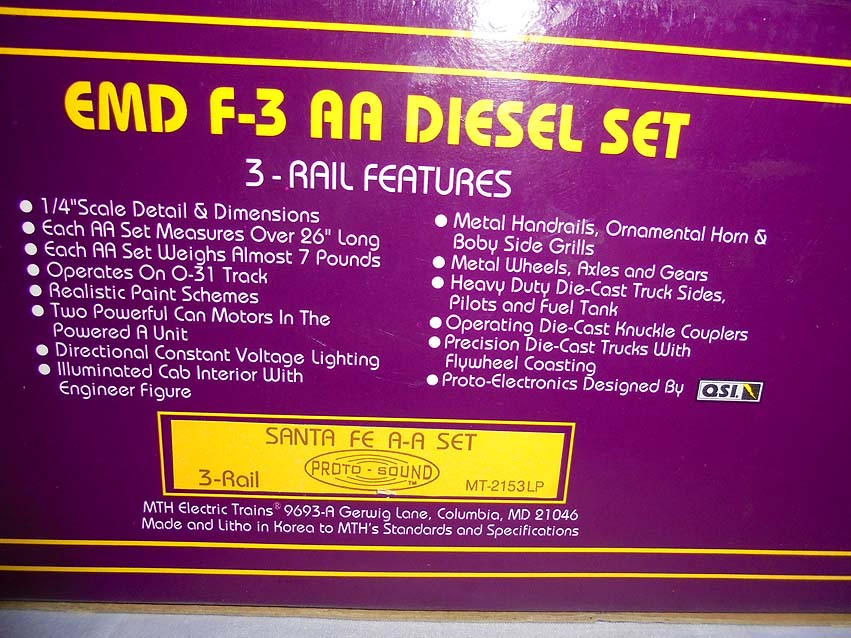 EMD F-3 AA DIESEL SET
3-RAIL FEATURES
● 1/4"Scale Detail & Dimensions
● Each AA Set Measures Over 26" Long
● Each AA Set Weighs Almost 7 Pounds
● Operates On O-31 Track
● Realistic Paint Schemes
● Two Powerful Can Motors In The
Powered A Unit
● Directional Constant Voltage Lighting
● Illuminated Cab Interior With
Engineer Figure
● Metal Handrails, Ornamental Horn &
Boby Side Grills
● Metal Wheels, Axles and Gears
● Heavy Duty Die-Cast Truck Sides,
Pilots and Fuel Tank
● Operating Die-Cast Knuckle Couplers
● Precision Die-Cast Trucks With
Flywheel Coasting
● Proto-Electronics Designed By QSI.
SANTA FE A-A SET
3-Rail PROTO-SOUND™ MT-2153LP
MTH Electric Trains® 9693-A Gerwig Lane, Columbia, MD 21046
Made and Litho in Korea to MTH's Standards and Specifications